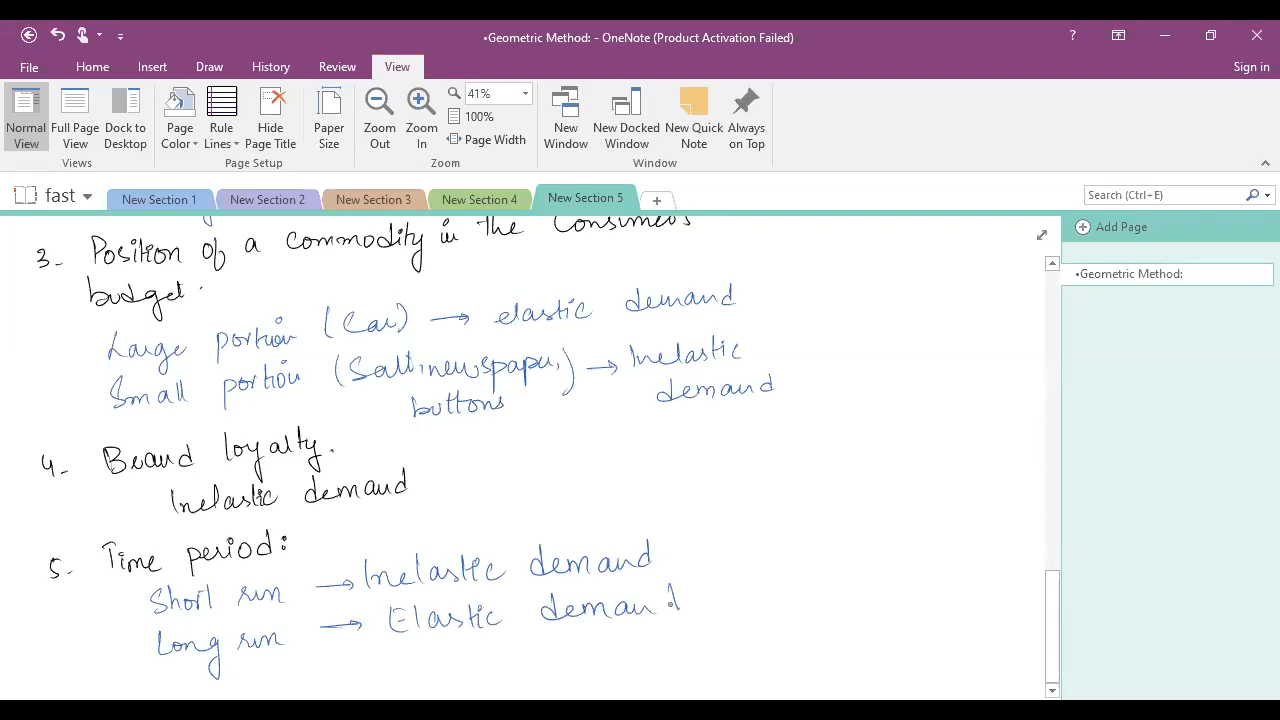 •Geometric Method: - OneNote (Product Activation Failed)
?
File Home Insert Draw History Review View
Sign in
Normal View
Full Page View
Dock to Desktop
Page Color
Rule Lines
Hide Page Title
Paper Size
Zoom Out
Zoom In
41%
100%
Page Width
New Window
New Docked Window
New Quick Note
Always on Top
Views
Page Setup
Zoom
Window
fast
New Section 1
New Section 2
New Section 3
New Section 4
New Section 5
Search (Ctrl+E)
Add Page
•Geometric Method:
3- Position of a commodity in the Consumer's
budget.
Large portion (Car) → elastic demand
Small portion (Salt, newspaper, buttons) → Inelastic demand
4- Brand loyalty.
Inelastic demand
5- Time period:
Short run → Inelastic demand
Long run → Elastic demand